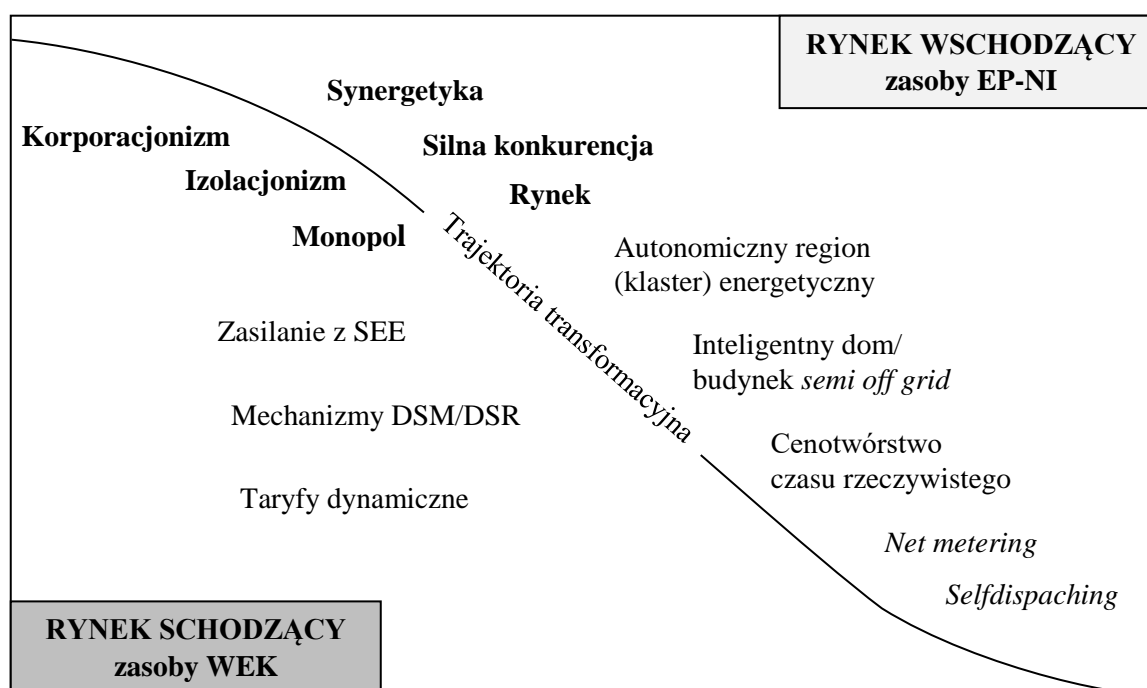 RYNEK WSCHODZĄCY
zasoby EP-NI
Synergetyka
Korporacjonizm
Silna konkurencja
Izolacjonizm
Rynek
Monopol
Trajektoria transformacyjna
Autonomiczny region
(klaster) energetyczny
Zasilanie z SEE
Inteligentny dom/
budynek semi off grid
Mechanizmy DSM/DSR
Cenotwórstwo
czasu rzeczywistego
Taryfy dynamiczne
Net metering
Selfdispaching
RYNEK SCHODZĄCY
zasoby WEK